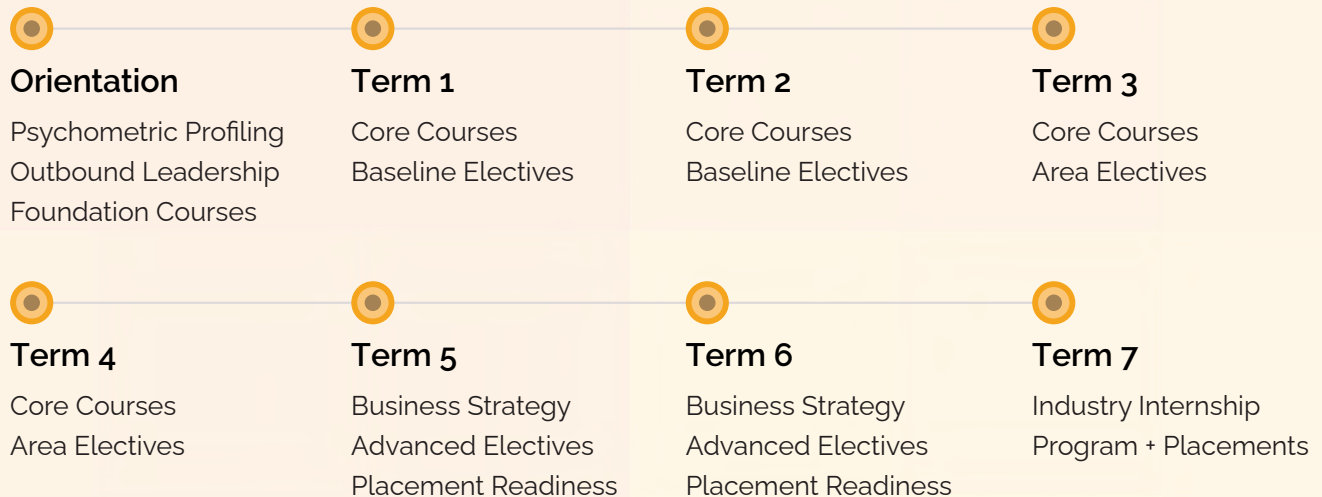 Orientation
Psychometric Profiling
Outbound Leadership
Foundation Courses
Term 1
Core Courses
Baseline Electives
Term 2
Core Courses
Baseline Electives
Term 3
Core Courses
Area Electives
Term 4
Core Courses
Area Electives
Term 5
Business Strategy
Advanced Electives
Placement Readiness
Term 6
Business Strategy
Advanced Electives
Placement Readiness
Term 7
Industry Internship
Program + Placements